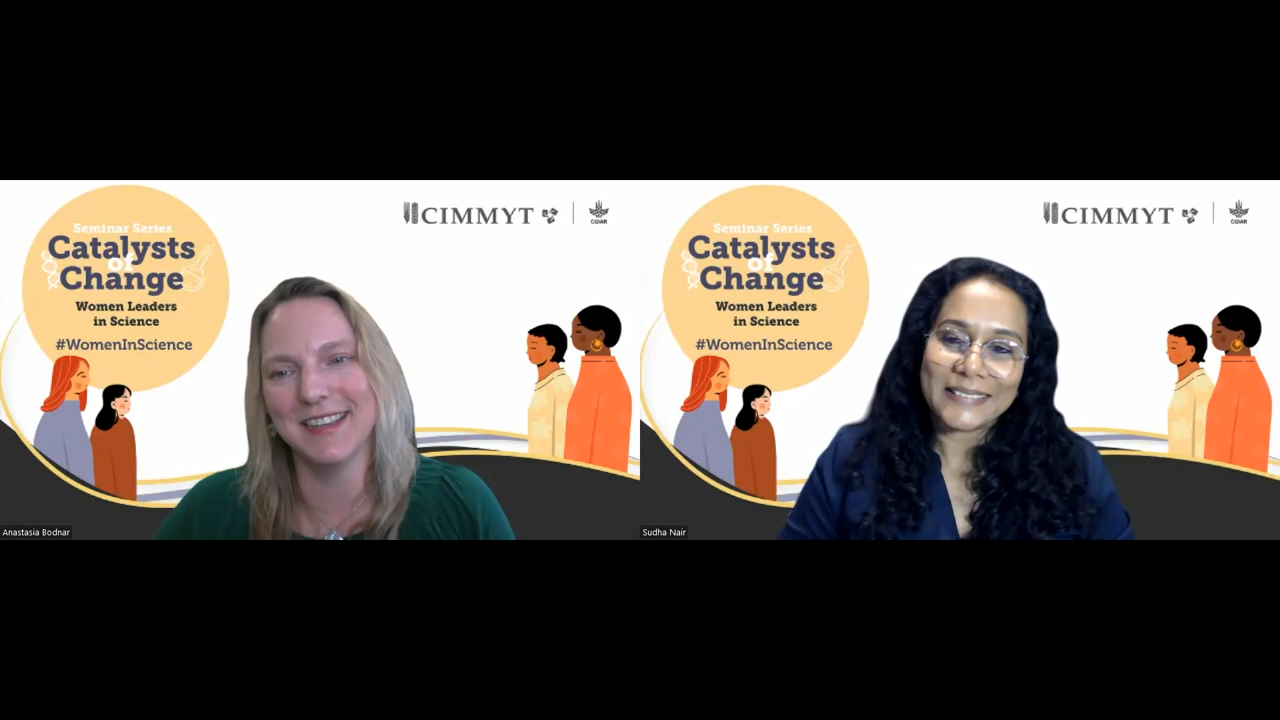 Seminar Series
Catalysts
of
Change
Women Leaders
in Science
#WomenInScience
CIMMYT
CGIAR
Anastasia Bodnar
Seminar Series
Catalysts
of
Change
Women Leaders
in Science
#WomenInScience
CIMMYT
CGIAR
Sudha Nair